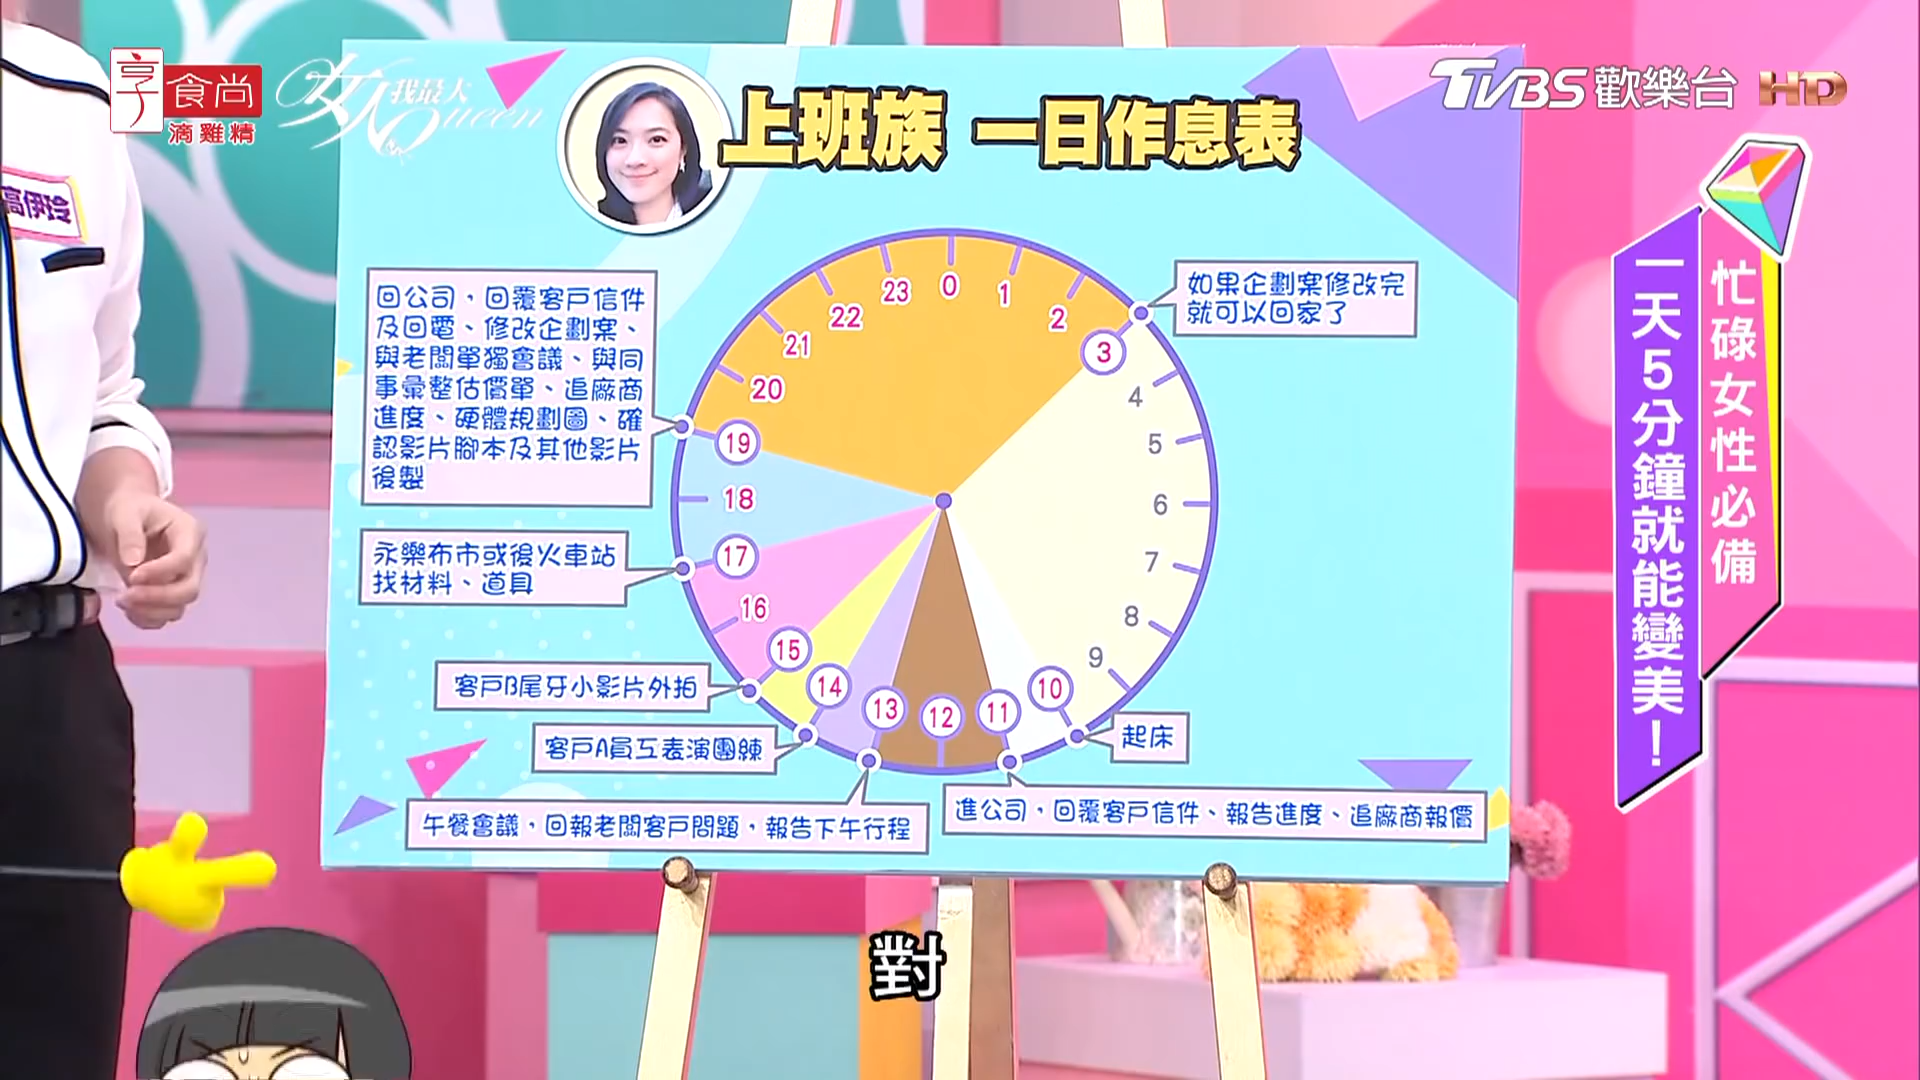 享
食尚
滴雞精
女人我最大
Queen
TVBS歡樂台 HD
高伊玲
上班族 一日作息表
忙碌女性必備
一天5分鐘就能變美！
0
1
2
3
4
5
6
7
8
9
10
11
12
13
14
15
16
17
18
19
20
21
22
23
如果企劃案修改完
就可以回家了
起床
進公司，回覆客戶信件、報告進度、追廠商報價
午餐會議，回報老闆客戶問題，報告下午行程
客戶A員工表演團練
客戶B尾牙小影片外拍
永樂布市或後火車站
找材料、道具
回公司，回覆客戶信件
及回電、修改企劃案、
與老闆單獨會議、與同
事彙整估價單、追廠商
進度、硬體規劃圖、確
認影片腳本及其他影片
後製
對